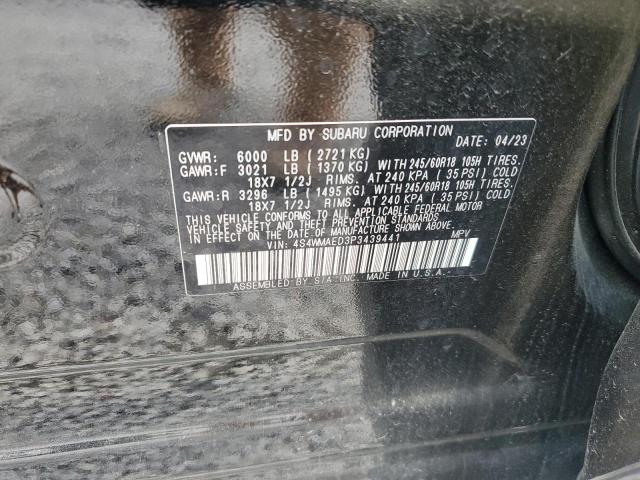 MFD BY SUBARU CORPORATION DATE: 04/23
GVWR: 6000 LB (2721 KG)
GAWR:F 3021 LB (1370 KG) WITH 245/60R18 105H TIRES.
18X7 1/2J RIMS. AT 240 KPA ( 35 PSI) COLD
GAWR:R 3296 LB (1495 KG) WITH 245/60R18 105H TIRES.
18X7 1/2J RIMS. AT 240 KPA ( 35 PSI) COLD
THIS VEHICLE CONFORMS TO ALL APPLICABLE FEDERAL MOTOR
VEHICLE SAFETY AND THEFT PREVENTION STANDARDS
IN EFFECT ON THE DATE OF MANUFACTURE SHOWN ABOVE.
VIN: 4S4WMAED3P3439441 MPV
ASSEMBLED BY S/A INC. MADE IN U.S.A.